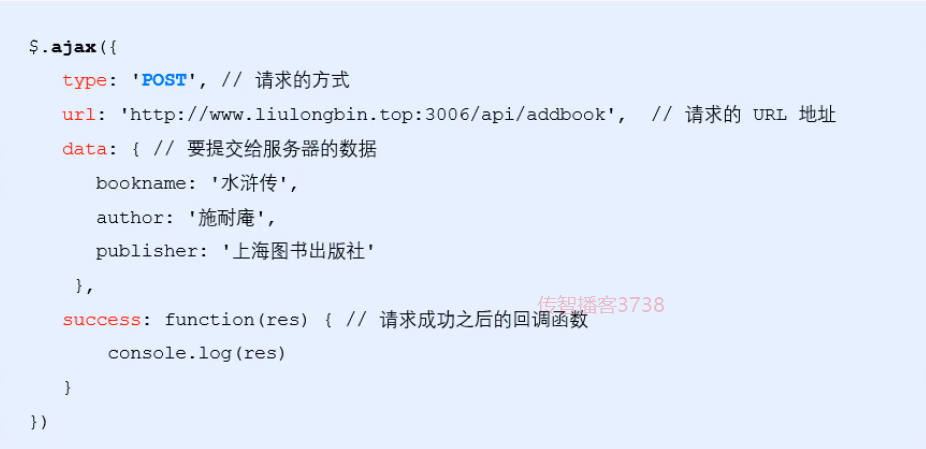 $.ajax({
type: 'POST', // 请求的方式
url: 'http://www.liulongbin.top:3006/api/addbook', // 请求的 URL 地址
data: { // 要提交给服务器的数据
bookname: '水浒传',
author: '施耐庵',
publisher: '上海图书出版社'
},
传智播客3738
success: function(res) { // 请求成功之后的回调函数
console.log(res)
}
})